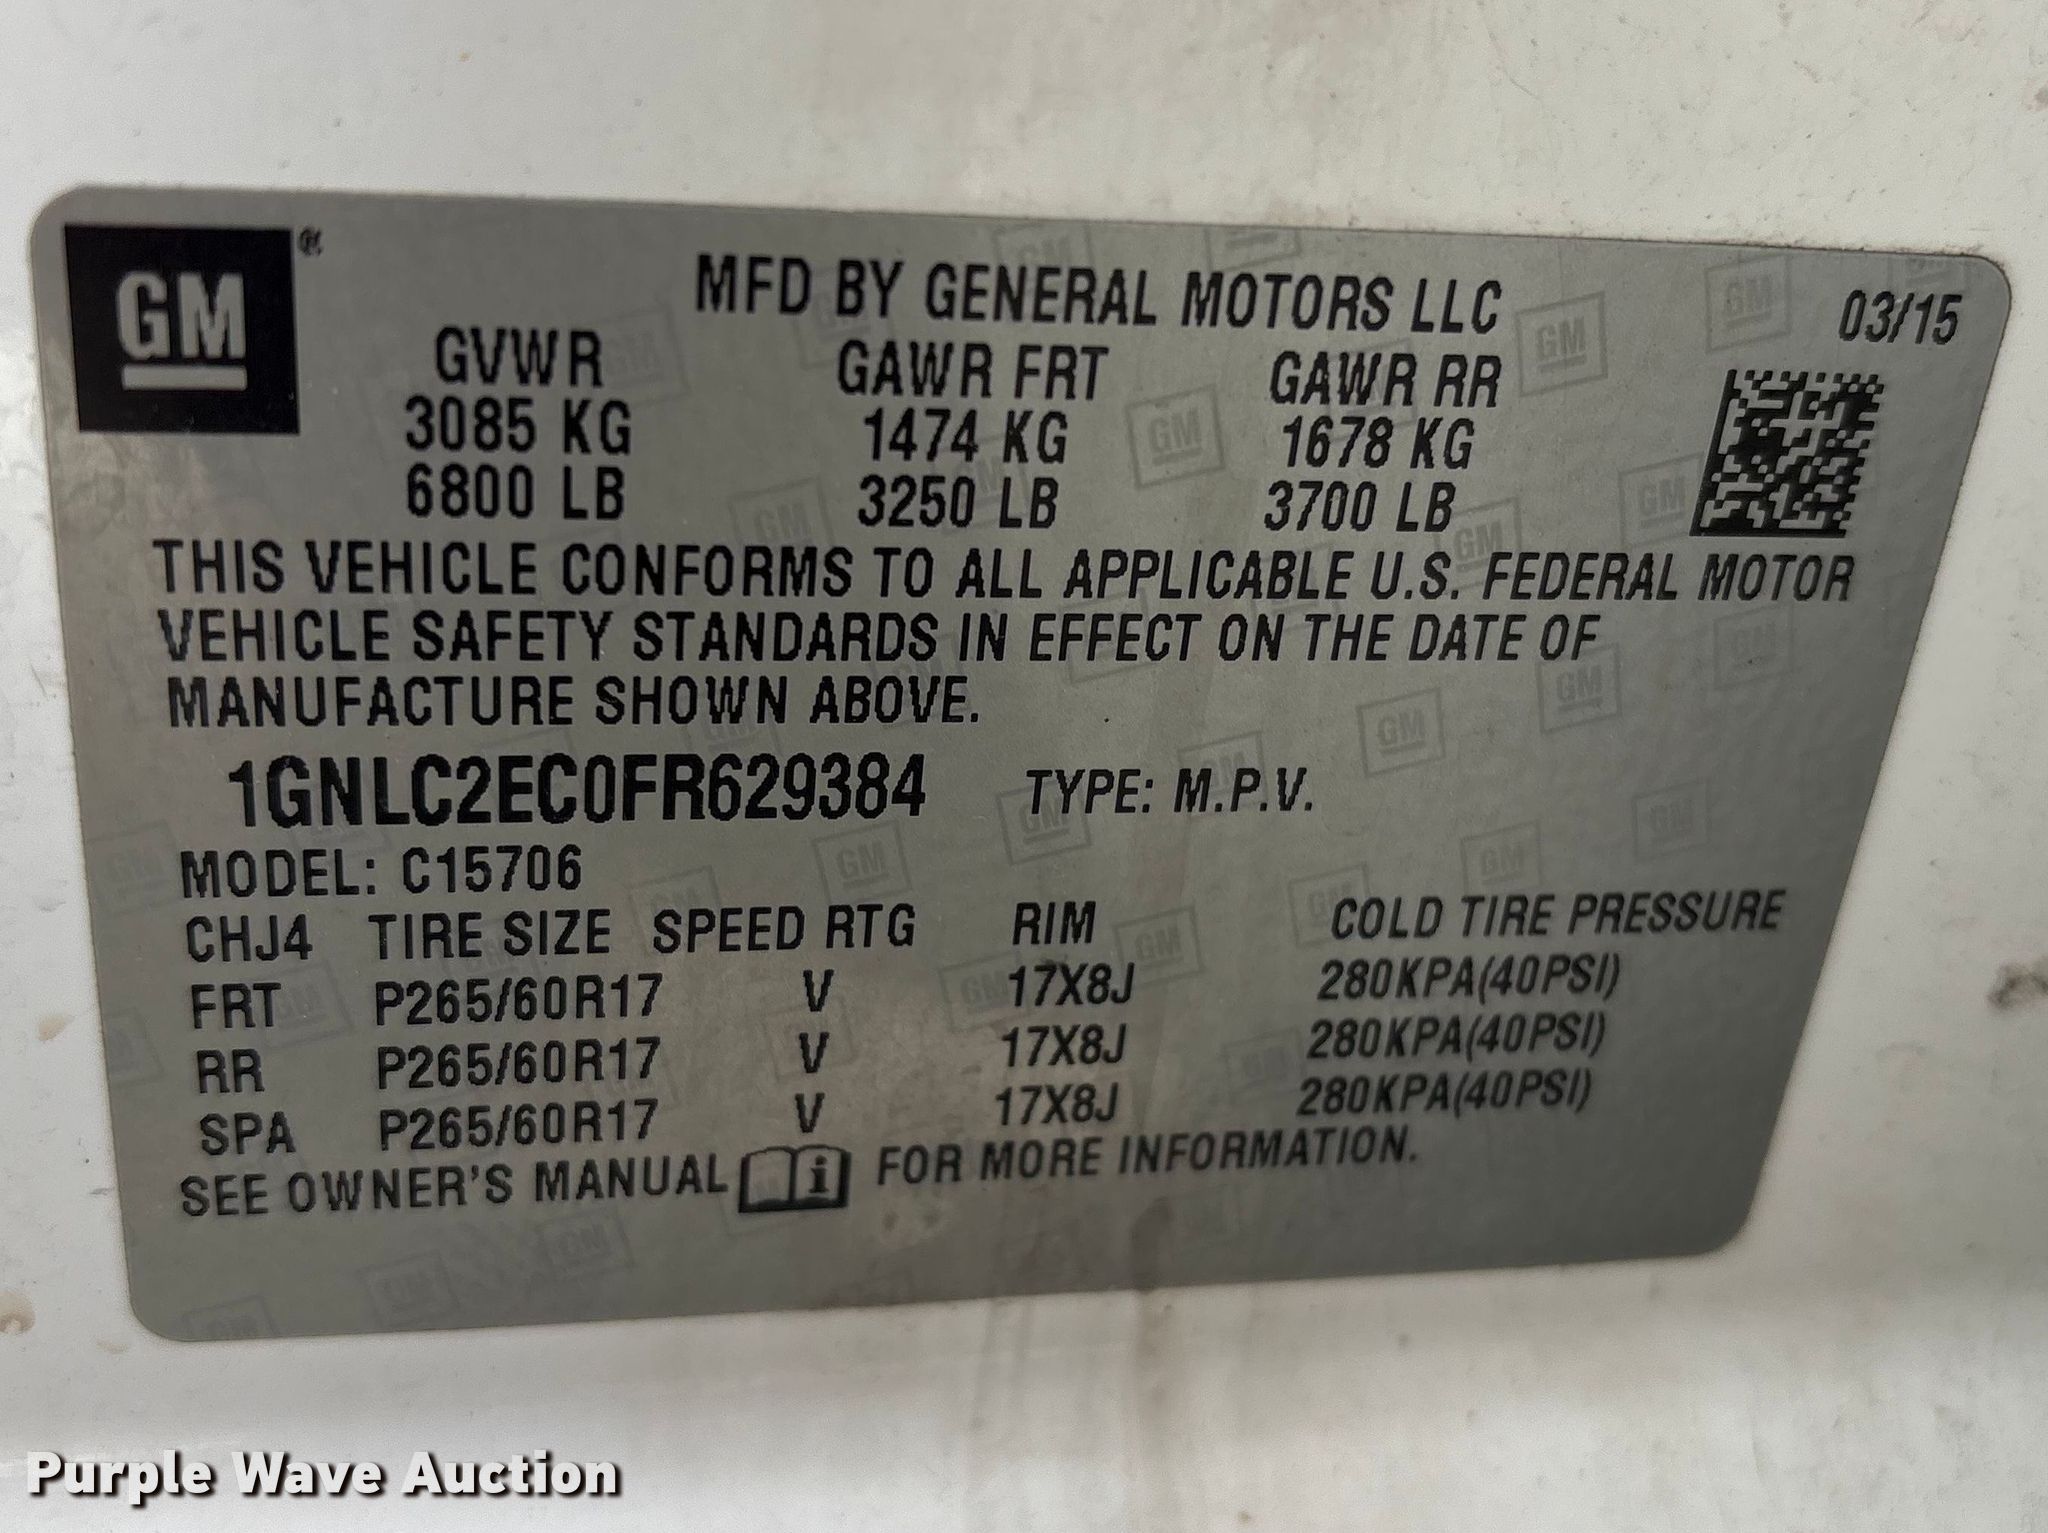 GM®
MFD BY GENERAL MOTORS LLC
03/15
GVWR GAWR FRT GAWR RR
3085 KG 1474 KG 1678 KG
6800 LB 3250 LB 3700 LB
THIS VEHICLE CONFORMS TO ALL APPLICABLE U.S. FEDERAL MOTOR
VEHICLE SAFETY STANDARDS IN EFFECT ON THE DATE OF
MANUFACTURE SHOWN ABOVE.
1GNLC2EC0FR629384 TYPE: M.P.V.
MODEL: C15706
CHJ4 TIRE SIZE SPEED RTG RIM COLD TIRE PRESSURE
FRT P265/60R17 V 17X8J 280KPA(40PSI)
RR P265/60R17 V 17X8J 280KPA(40PSI)
SPA P265/60R17 V 17X8J 280KPA(40PSI)
SEE OWNER'S MANUAL i FOR MORE INFORMATION.
Purple Wave Auction